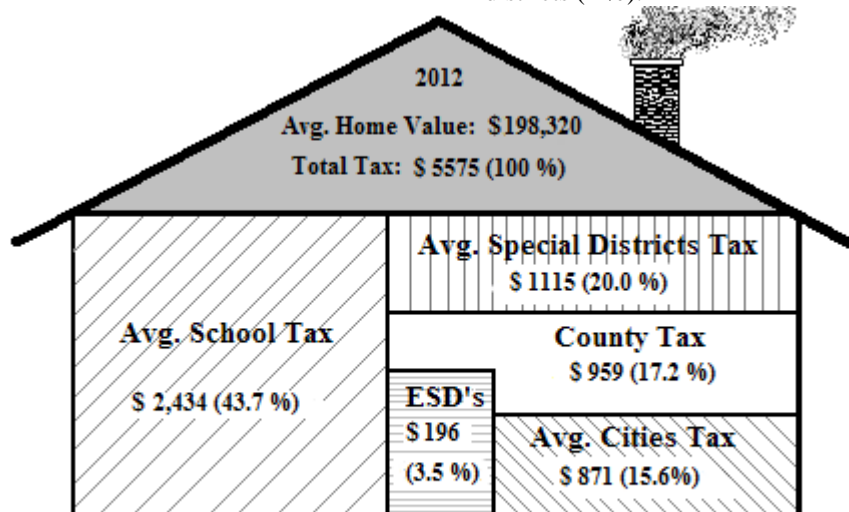 2012
Avg. Home Value: $198,320
Total Tax: $ 5575 (100 %)
Avg. Special Districts Tax
$ 1115 (20.0 %)
Avg. School Tax
$ 2,434 (43.7 %)
County Tax
$ 959 (17.2 %)
ESD's
$ 196
(3.5 %)
Avg. Cities Tax
$ 871 (15.6%)